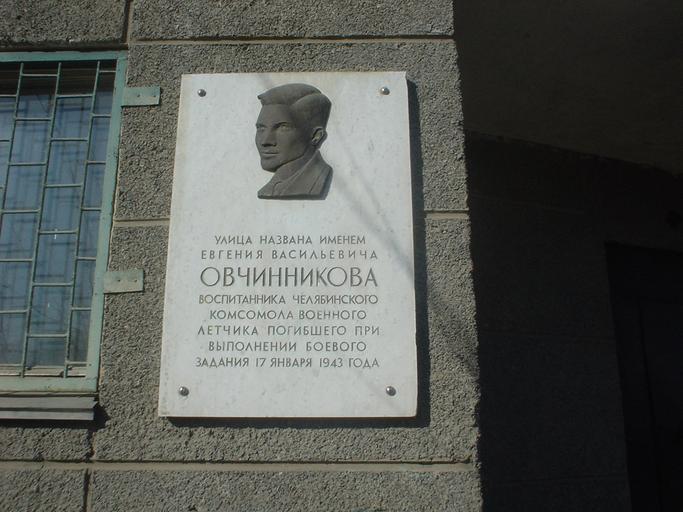 УЛИЦА НАЗВАНА ИМЕНЕМ
ЕВГЕНИЯ ВАСИЛЬЕВИЧА
ОВЧИННИКОВА
ВОСПИТАННИКА ЧЕЛЯБИНСКОГО
КОМСОМОЛА ВОЕННОГО
ЛЕТЧИКА ПОГИБШЕГО ПРИ
ВЫПОЛНЕНИИ БОЕВОГО
ЗАДАНИЯ 17 ЯНВАРЯ 1943 ГОДА